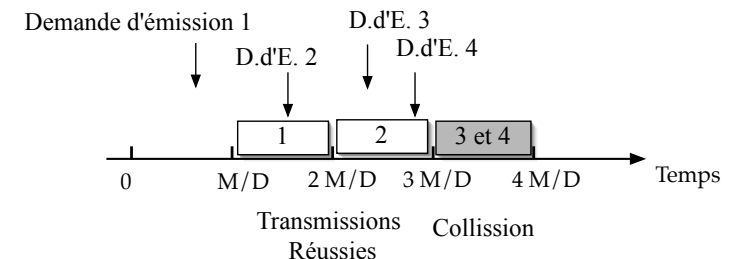 Demande d'émission 1
D.d'E. 2
D.d'E. 3
D.d'E. 4
1
2
3 et 4
0
M/D
2 M/D
3 M/D
4 M/D
Temps
Transmissions
Réussies
Collission